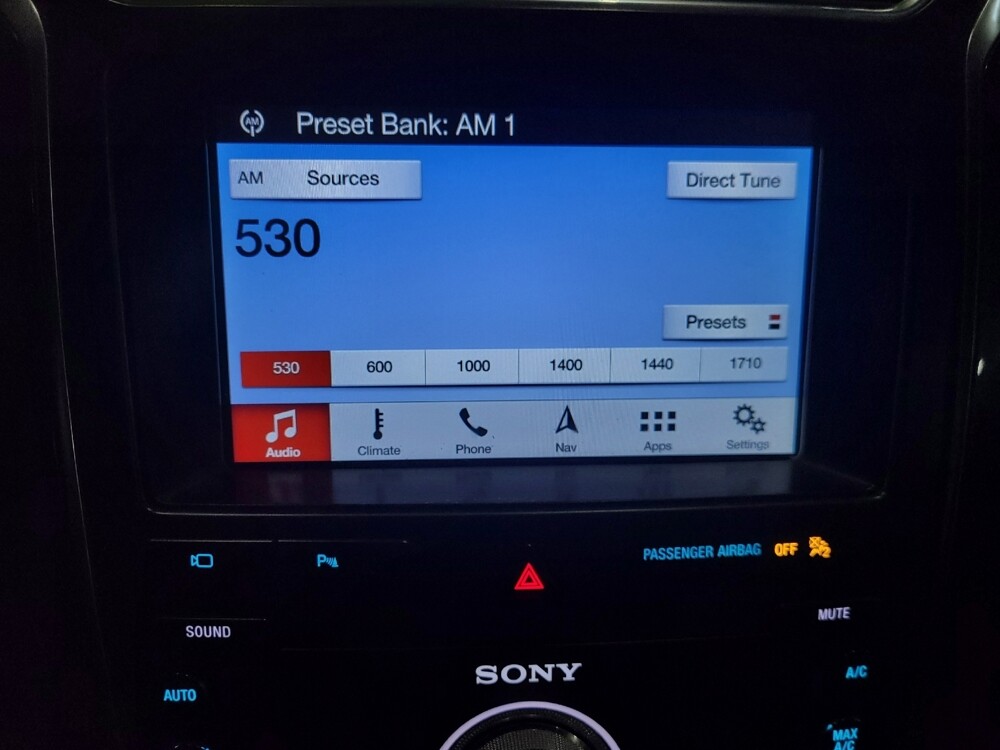 AM Preset Bank: AM 1
AM Sources Direct Tune
530
Presets
530 600 1000 1400 1440 1710
Audio Climate Phone Nav Apps Settings
P PASSENGER AIRBAG OFF
MUTE
SOUND
SONY
A/C
AUTO
MAX
A/C